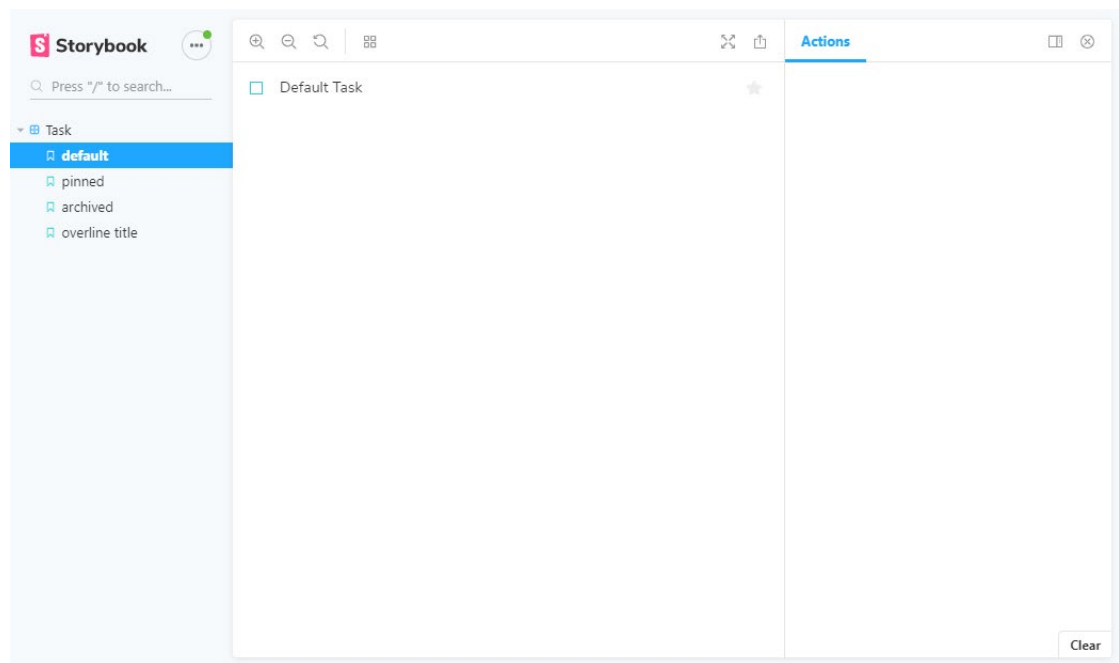 Storybook
Press "/" to search...
Task
default
pinned
archived
overline title
Default Task
Actions
Clear